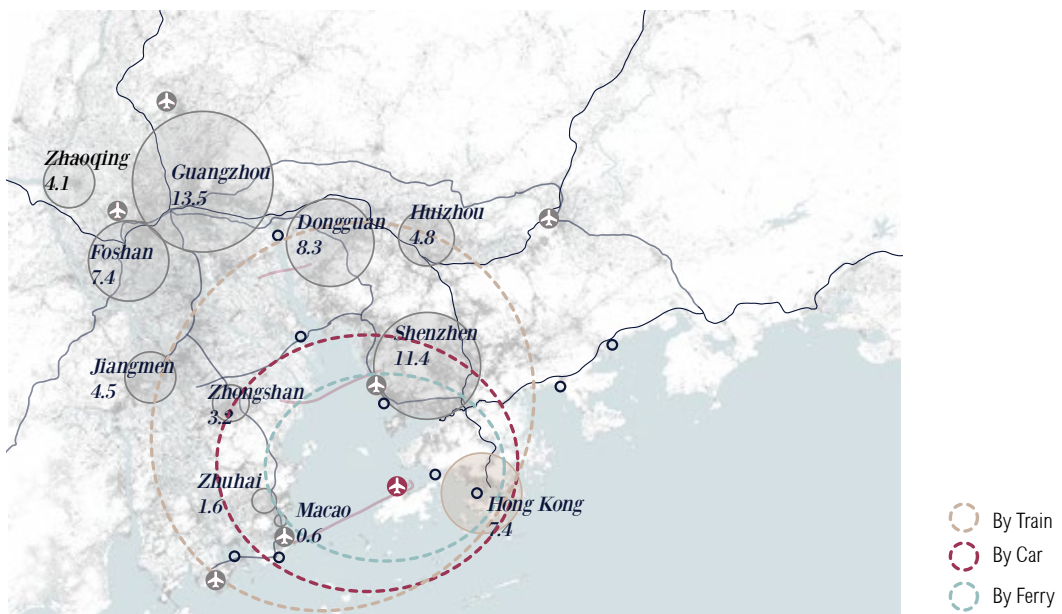 Zhaoqing
4.1
Guangzhou
13.5
Dongguan
8.3
Huizhou
4.8
Foshan
7.4
Shenzhen
11.4
Jiangmen
4.5
Zhongshan
3.2
Zhuhai
1.6
Macao
0.6
Hong Kong
7.4
By Train
By Car
By Ferry